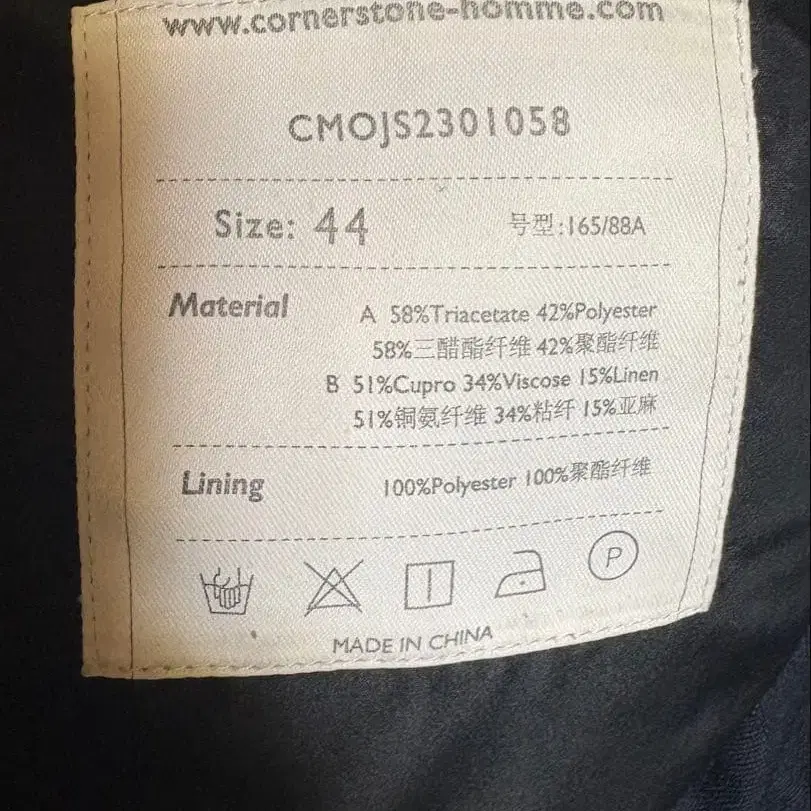 www.cornerstone-homme.com
CMOJS2301058
Size: 44 号型:165/88A
Material A 58%Triacetate 42%Polyester
58%三醋酯纤维 42%聚酯纤维
B 51%Cupro 34%Viscose 15%Linen
51%铜氨纤维 34%粘纤 15%亚麻
Lining 100%Polyester 100%聚酯纤维
P
MADE IN CHINA